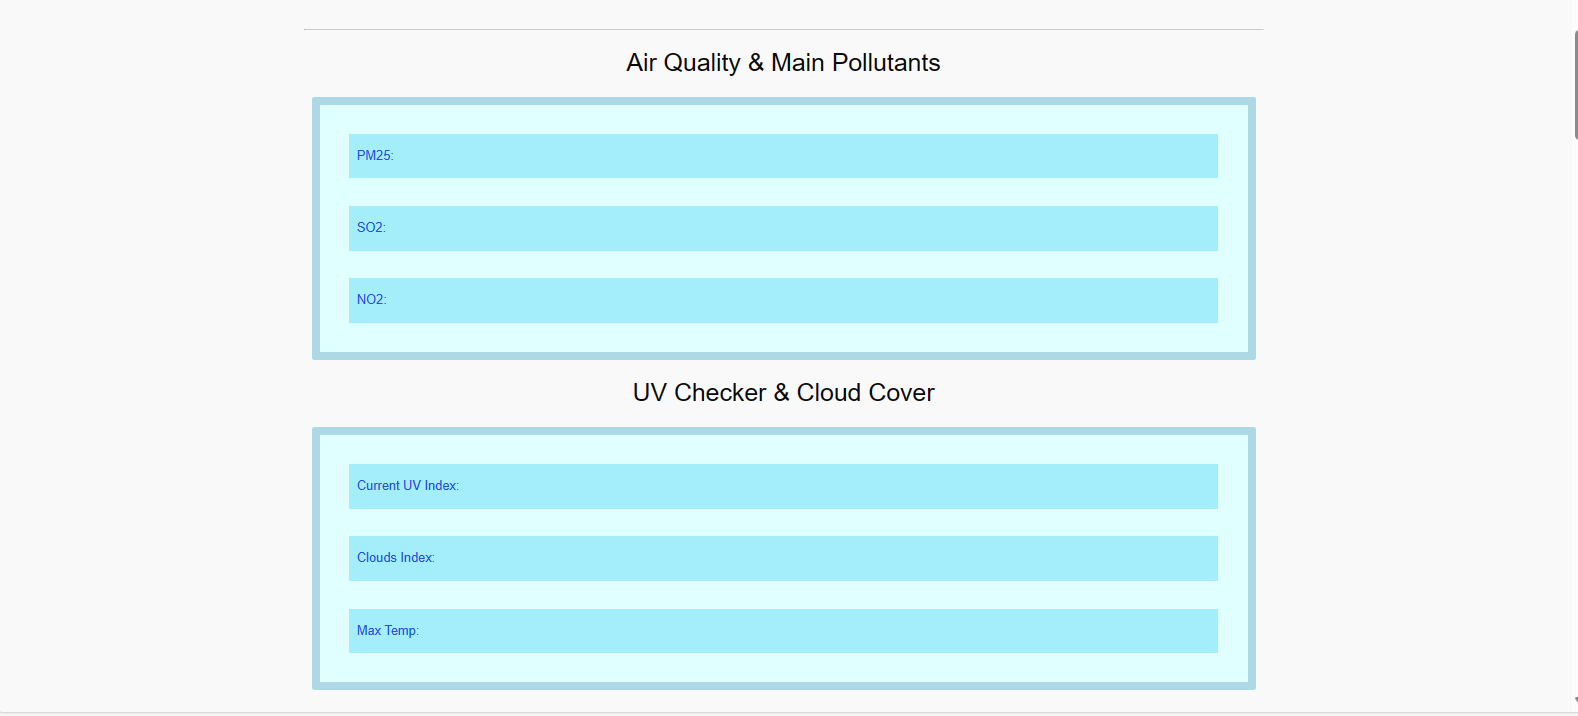 Air Quality & Main Pollutants
PM25:
SO2:
NO2:
UV Checker & Cloud Cover
Current UV Index:
Clouds Index:
Max Temp: